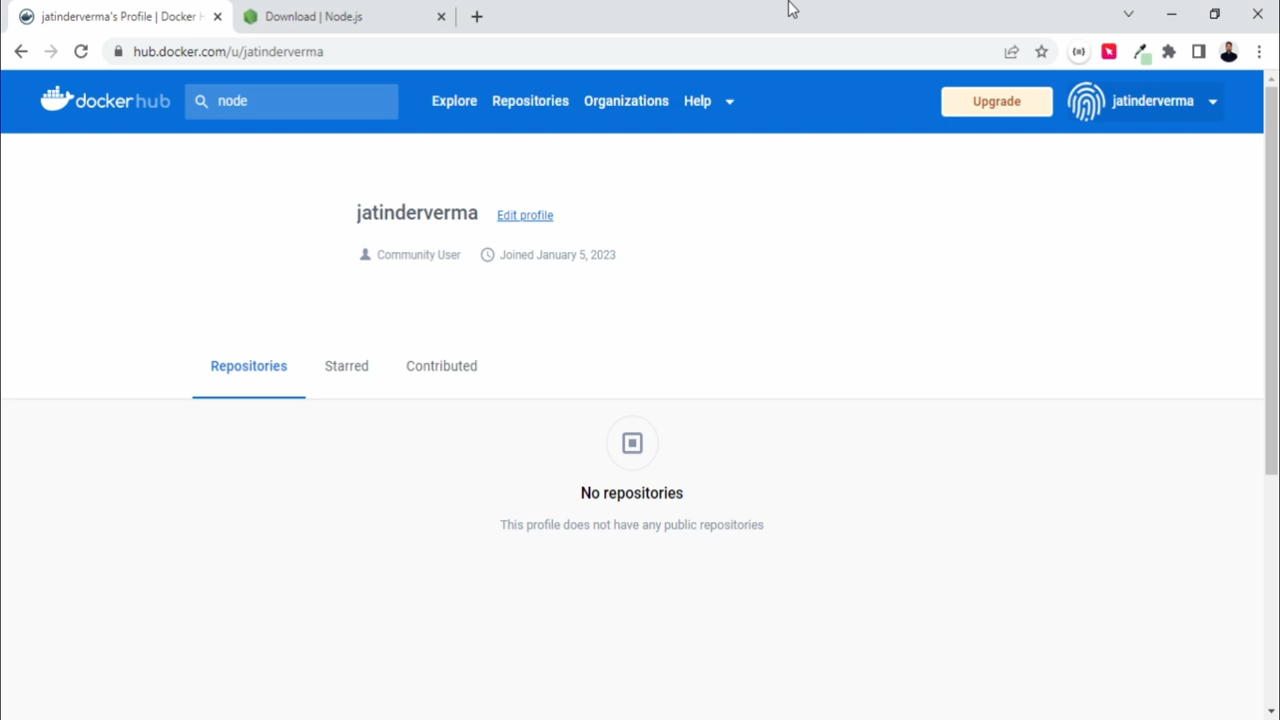 jatinderverma's Profile | Docker H
Download | Node.js
hub.docker.com/u/jatinderverma
docker hub
node
Explore
Repositories
Organizations
Help
Upgrade
jatinderverma
jatinderverma
Edit profile
Community User
Joined January 5, 2023
Repositories
Starred
Contributed
No repositories
This profile does not have any public repositories